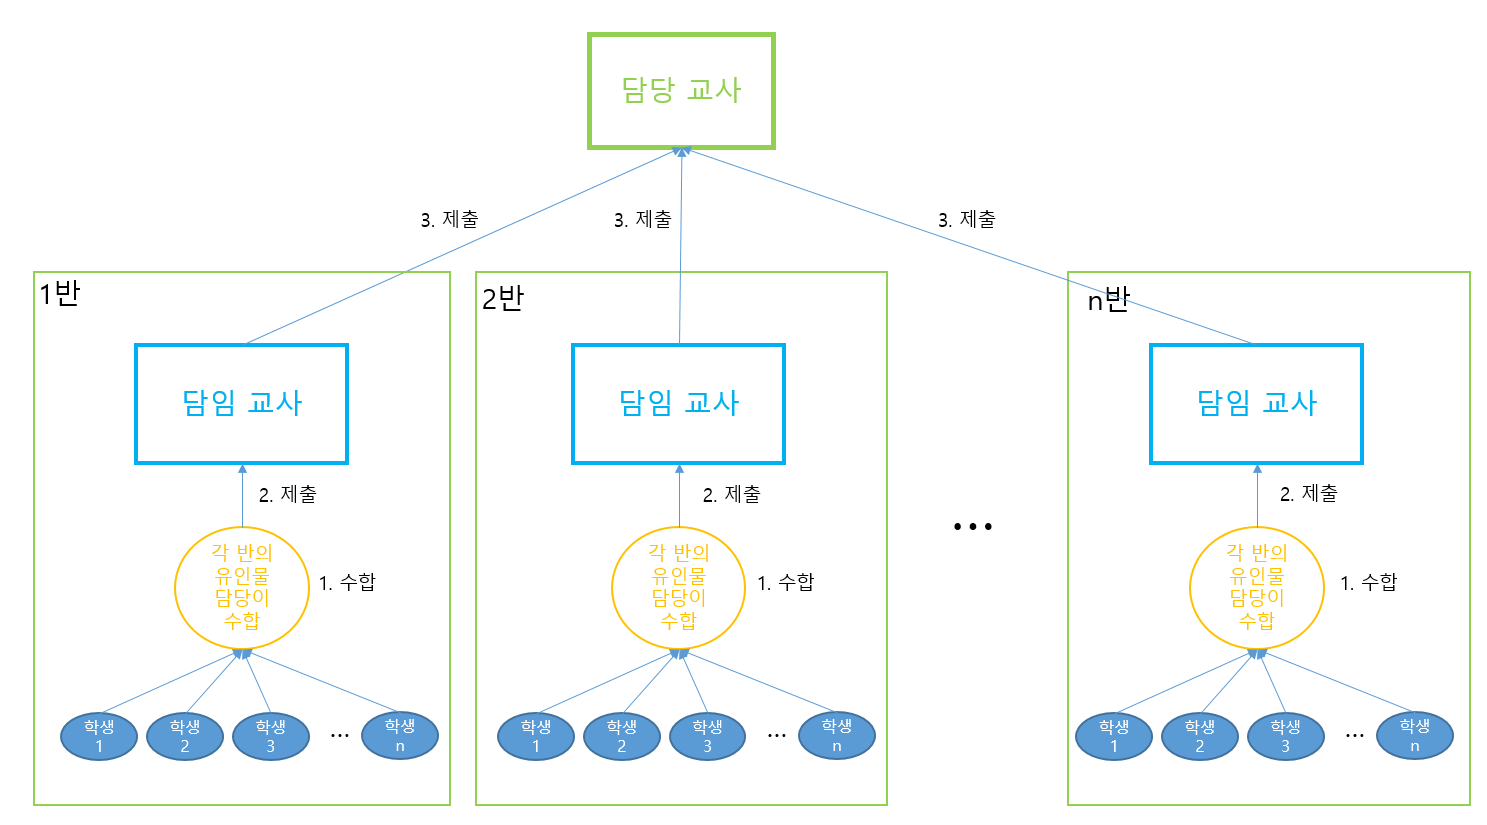 담당 교사
3. 제출
3. 제출
3. 제출
1반
2반
n반
담임 교사
담임 교사
담임 교사
2. 제출
2. 제출
2. 제출
...
각 반의
유인물
담당이
수합
1. 수합
각 반의
유인물
담당이
수합
1. 수합
각 반의
유인물
담당이
수합
1. 수합
학생
1
학생
2
학생
3
...
학생
n
학생
1
학생
2
학생
3
...
학생
n
학생
1
학생
2
학생
3
...
학생
n